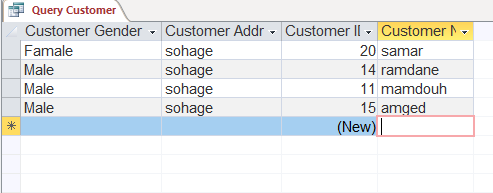 Query Customer
Customer Gender Customer Addr Customer ID Customer N
Famale sohage 20 samar
Male sohage 14 ramdane
Male sohage 11 mamdouh
Male sohage 15 amged
* (New)